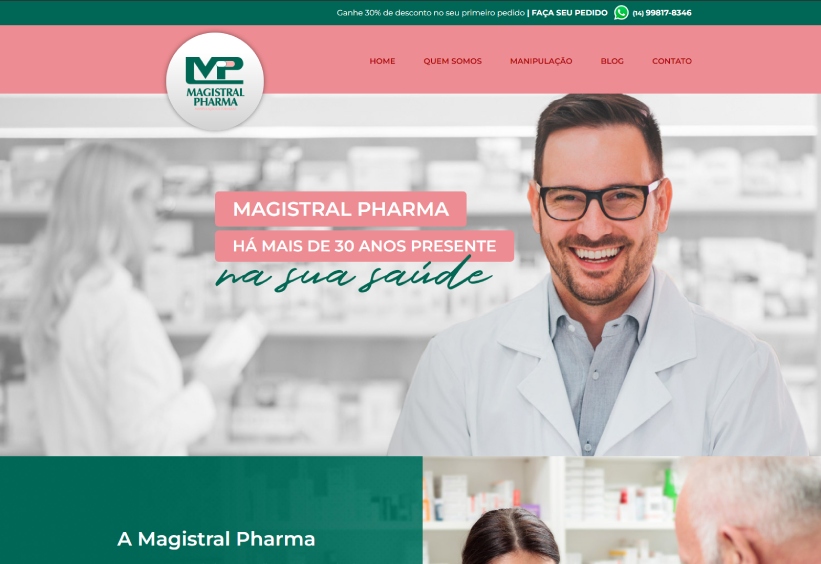 Ganhe 30% de desconto no seu primeiro pedido | FAÇA SEU PEDIDO (14) 99817-8346
MP
MAGISTRAL
PHARMA
HOME QUEM SOMOS MANIPULAÇÃO BLOG CONTATO
MAGISTRAL PHARMA
HÁ MAIS DE 30 ANOS PRESENTE
na sua saúde
A Magistral Pharma